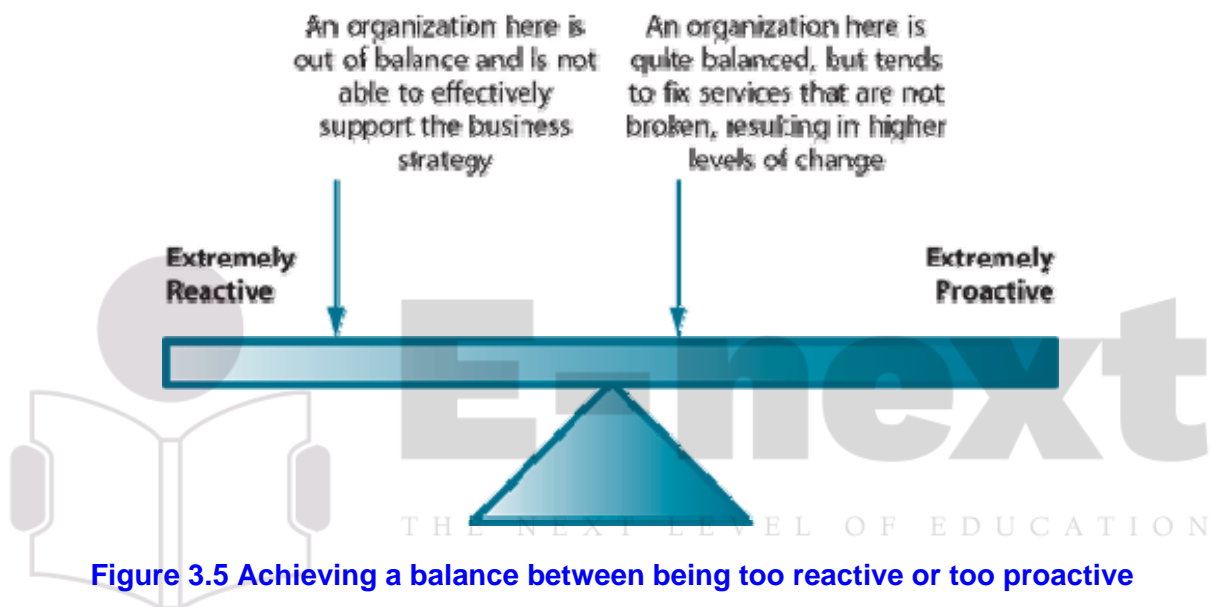 An organization here is
out of balance and is not
able to effectively
support the business
strategy
An organization here is
quite balanced, but tends
to fix services that are not
broken, resulting in higher
levels of change
Extremely
Reactive
Extremely
Proactive
E-next
THE NEXT LEVEL OF EDUCATION
Figure 3.5 Achieving a balance between being too reactive or too proactive